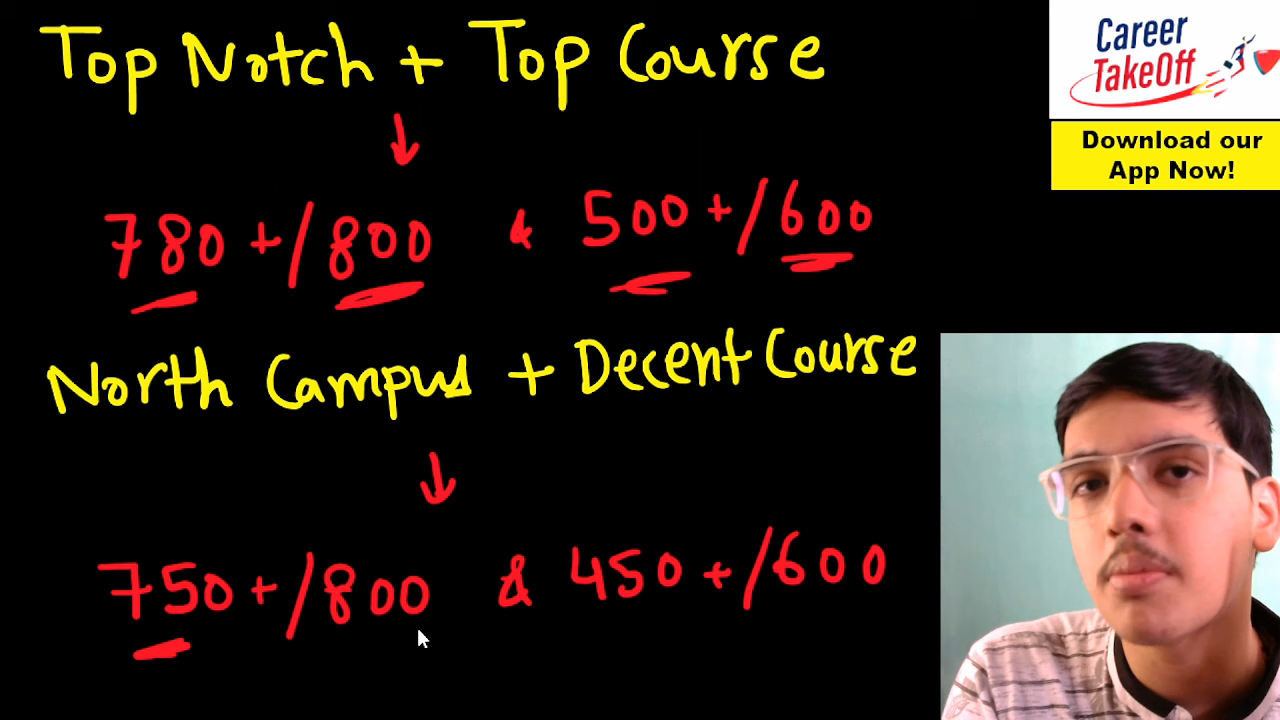 Top Notch + Top Course
780 +/800 & 500 +/600
North Campus + Decent Course
750 +/800 & 450 +/600
Career
TakeOff
Download our
App Now!